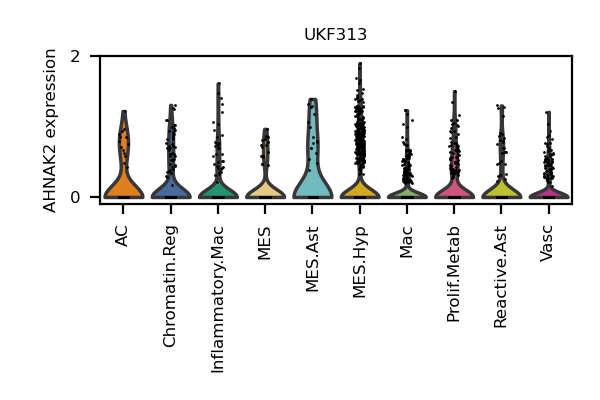 UKF313
AHNAK2 expression
2
0
AC
Chromatin.Reg
Inflammatory.Mac
MES
MES.Ast
MES.Hyp
Mac
Prolif.Metab
Reactive.Ast
Vasc